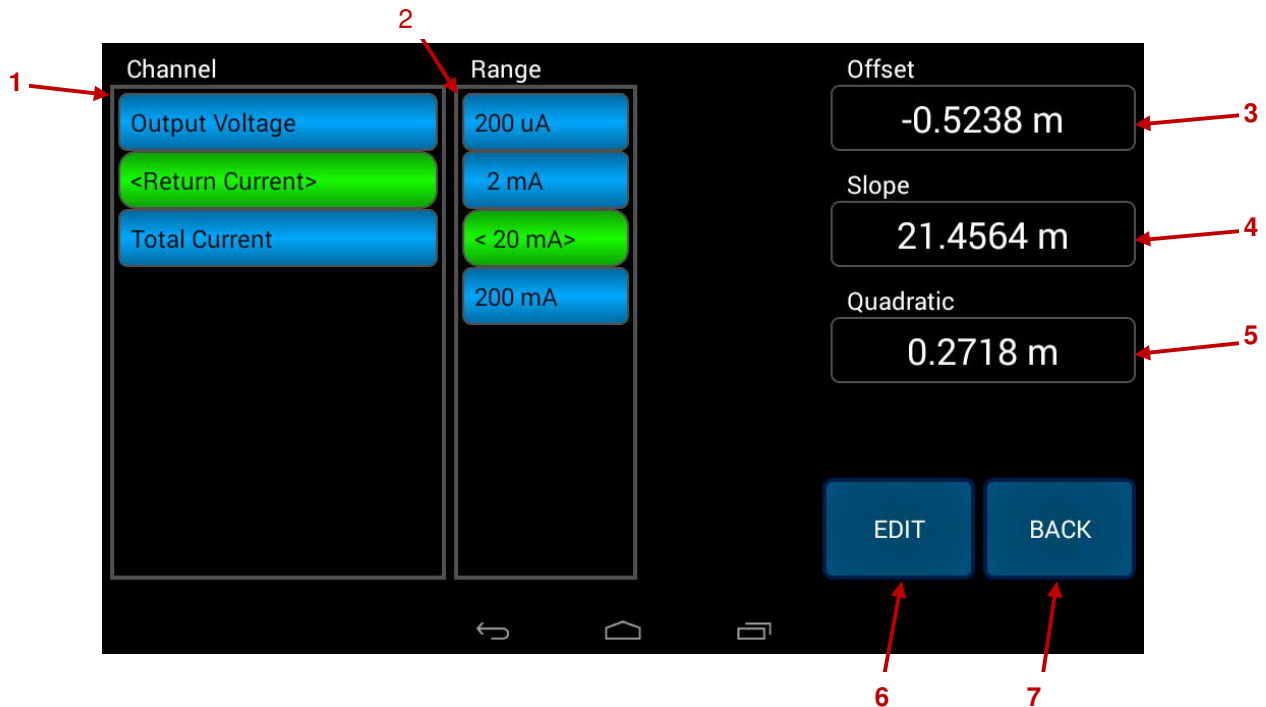 2
1
Channel
Range
Offset
Output Voltage
200 uA
-0.5238 m
3
<Return Current>
2 mA
Slope
Total Current
< 20 mA>
21.4564 m
4
200 mA
Quadratic
0.2718 m
5
EDIT
BACK
6
7